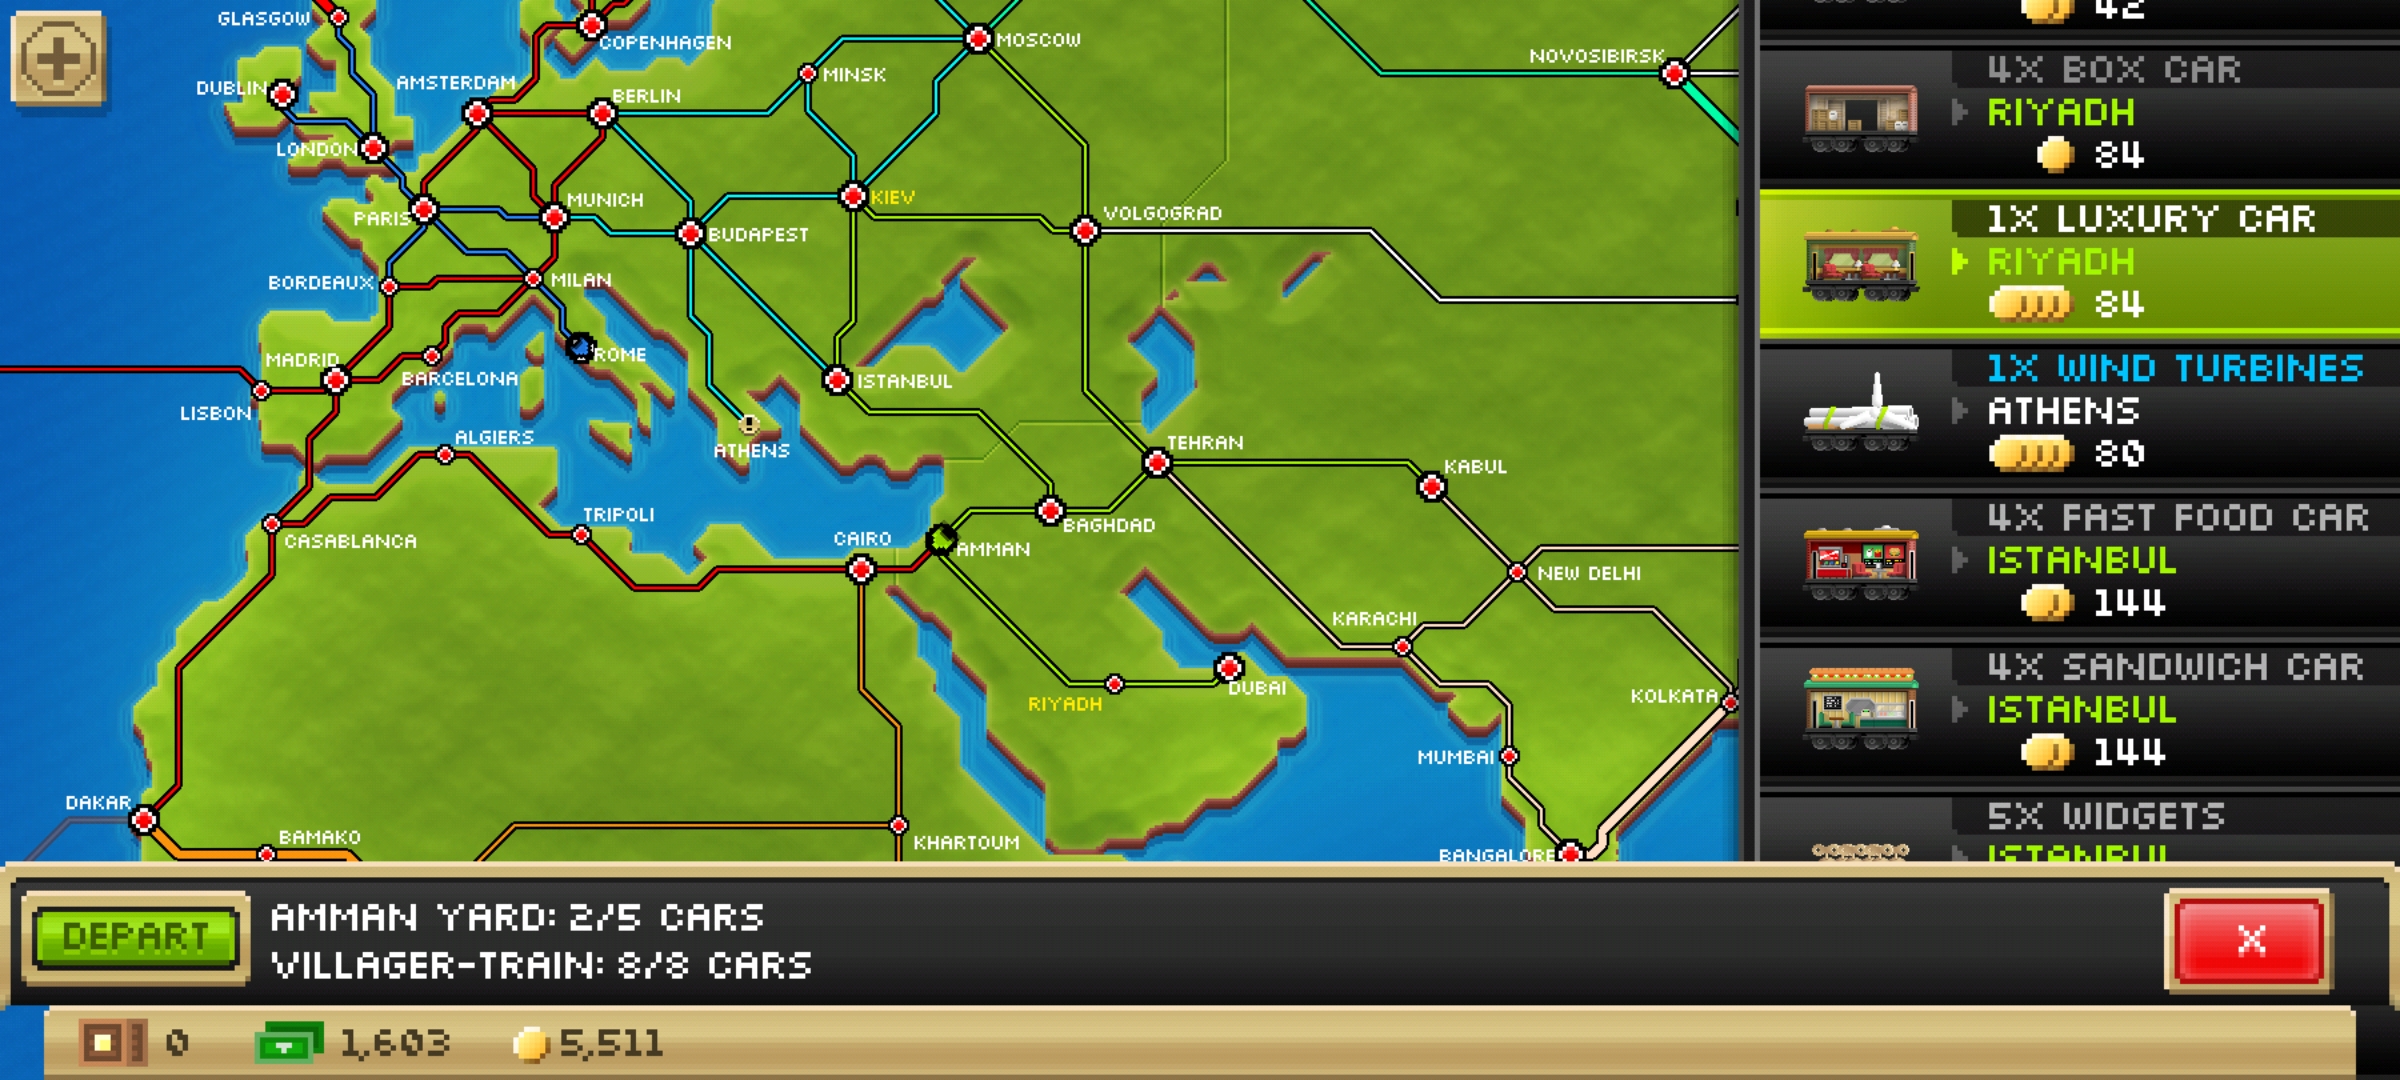 GLASGOW
COPENHAGEN
MOSCOW
NOVOSIBIRSK
DUBLIN
AMSTERDAM
BERLIN
MINSK
LONDON
PARIS
MUNICH
KIEV
VOLGOGRAD
BUDAPEST
BORDEAUX
MILAN
MADRID
ROME
BARCELONA
ISTANBUL
LISBON
ALGIERS
ATHENS
TEHRAN
KABUL
TRIPOLI
CASABLANCA
CAIRO
AMMAN
BAGHDAD
NEW DELHI
KARACHI
RIYADH
DUBAI
KOLKATA
MUMBAI
DAKAR
BAMAKO
KHARTOUM
BANGALORE
42
4X BOX CAR
RIYADH
84
1X LUXURY CAR
RIYADH
84
1X WIND TURBINES
ATHENS
80
4X FAST FOOD CAR
ISTANBUL
144
4X SANDWICH CAR
ISTANBUL
144
5X WIDGETS
ISTANBUL
DEPART
AMMAN YARD: 2/5 CARS
VILLAGER-TRAIN: 8/8 CARS
X
0
1,603
5,511